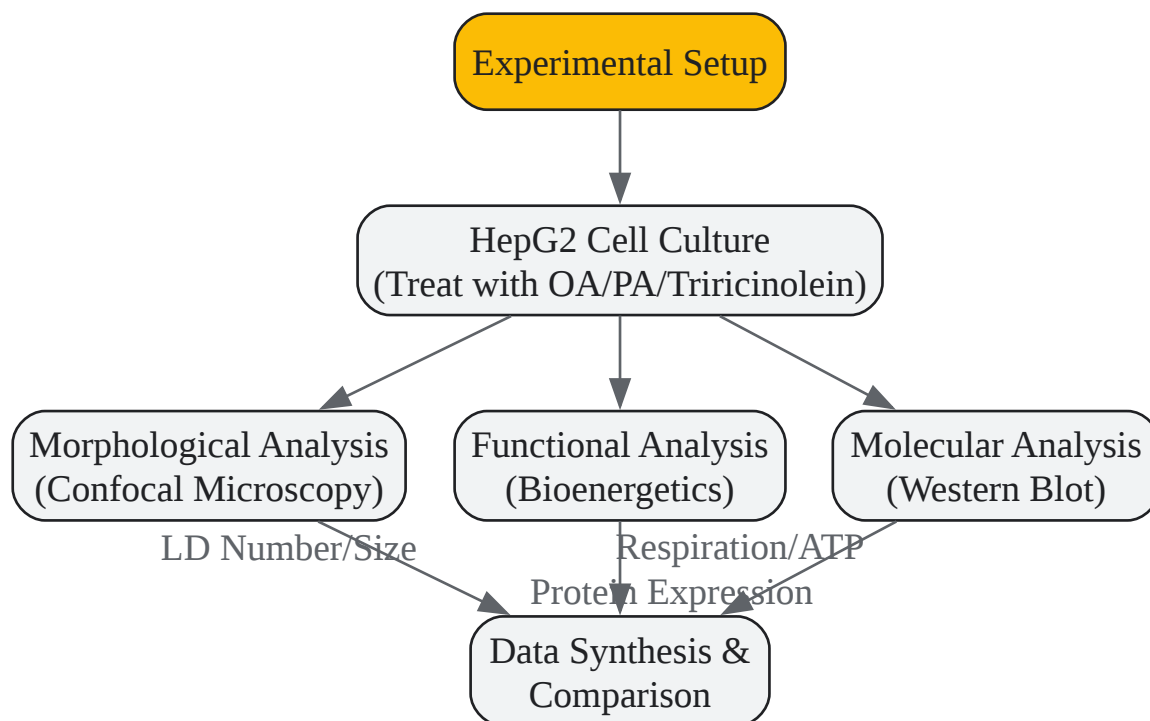 Experimental Setup
HepG2 Cell Culture
(Treat with OA/PA/Triricinolein)
Morphological Analysis
(Confocal Microscopy)
Functional Analysis
(Bioenergetics)
Molecular Analysis
(Western Blot)
LD Number/Size
Respiration/ATP
Protein Expression
Data Synthesis &
Comparison